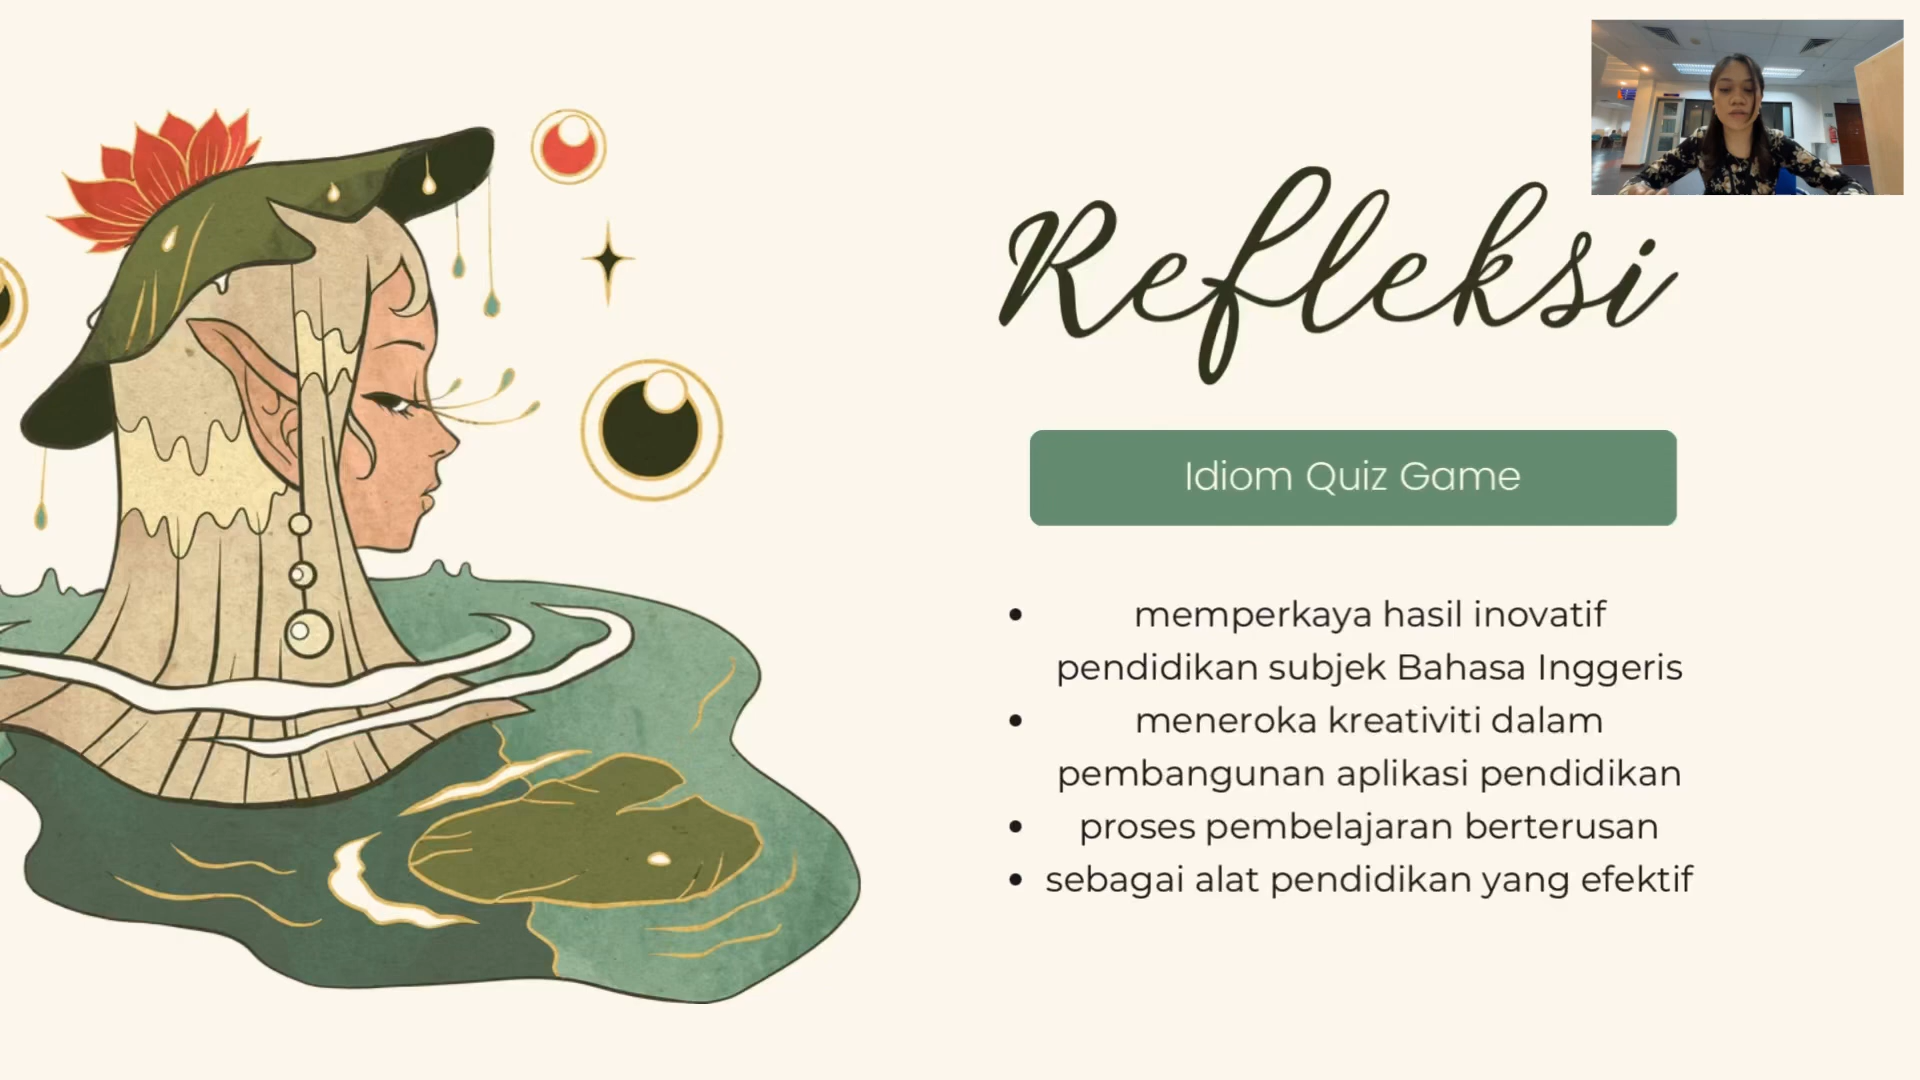 Refleksi
Idiom Quiz Game
• memperkaya hasil inovatif
pendidikan subjek Bahasa Inggeris
• meneroka kreativiti dalam
pembangunan aplikasi pendidikan
• proses pembelajaran berterusan
• sebagai alat pendidikan yang efektif